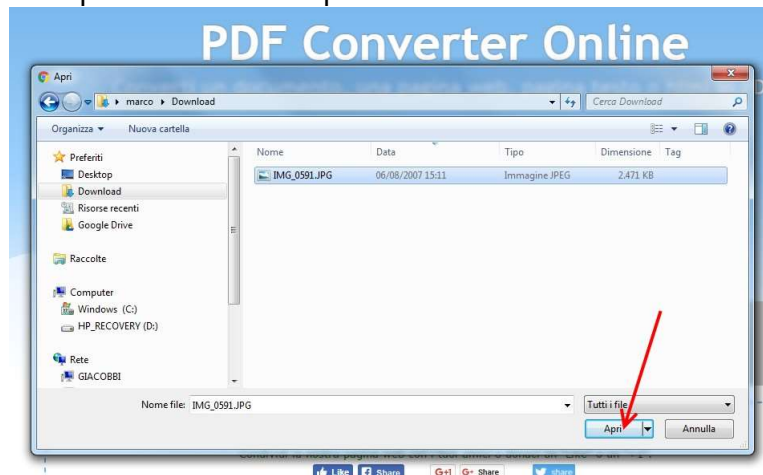 PDF Converter Online
Apri
marco ▸ Download
Cerca Download
Organizza
Nuova cartella
Nome
Data
Tipo
Dimensione
Tag
Preferiti
Desktop
Download
Risorse recenti
Google Drive
Raccolte
Computer
Windows (C:)
HP_RECOVERY (D:)
Rete
GIACOBBI
IMG_0591.JPG
06/08/2007 15:11
Immagine JPEG
2.471 KB
Nome file:
IMG_0591.JPG
Tutti i file
Apri
Annulla
Like
Share
G+1
G+ Share
share